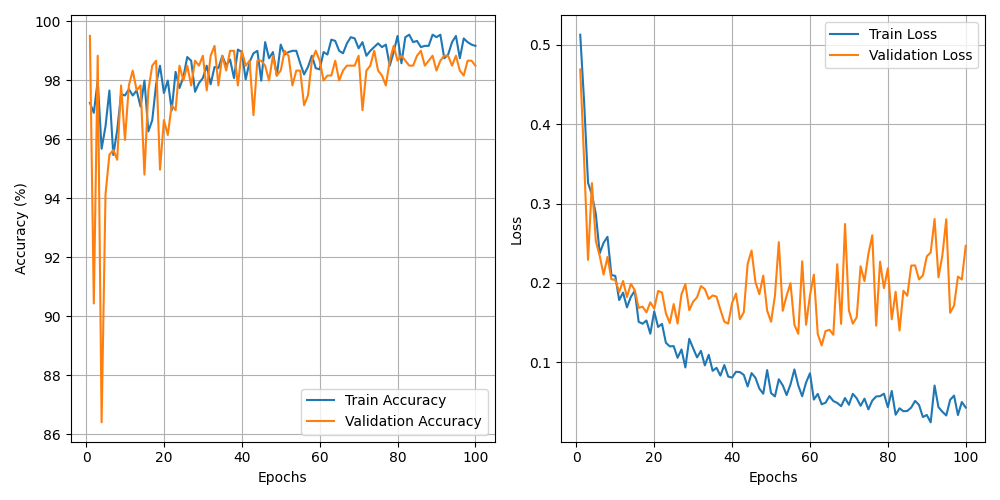 100
98
96
94
92
90
88
86
Accuracy (%)
0 20 40 60 80 100
Epochs
Train Accuracy
Validation Accuracy
0.5
0.4
0.3
0.2
0.1
Loss
0 20 40 60 80 100
Epochs
Train Loss
Validation Loss